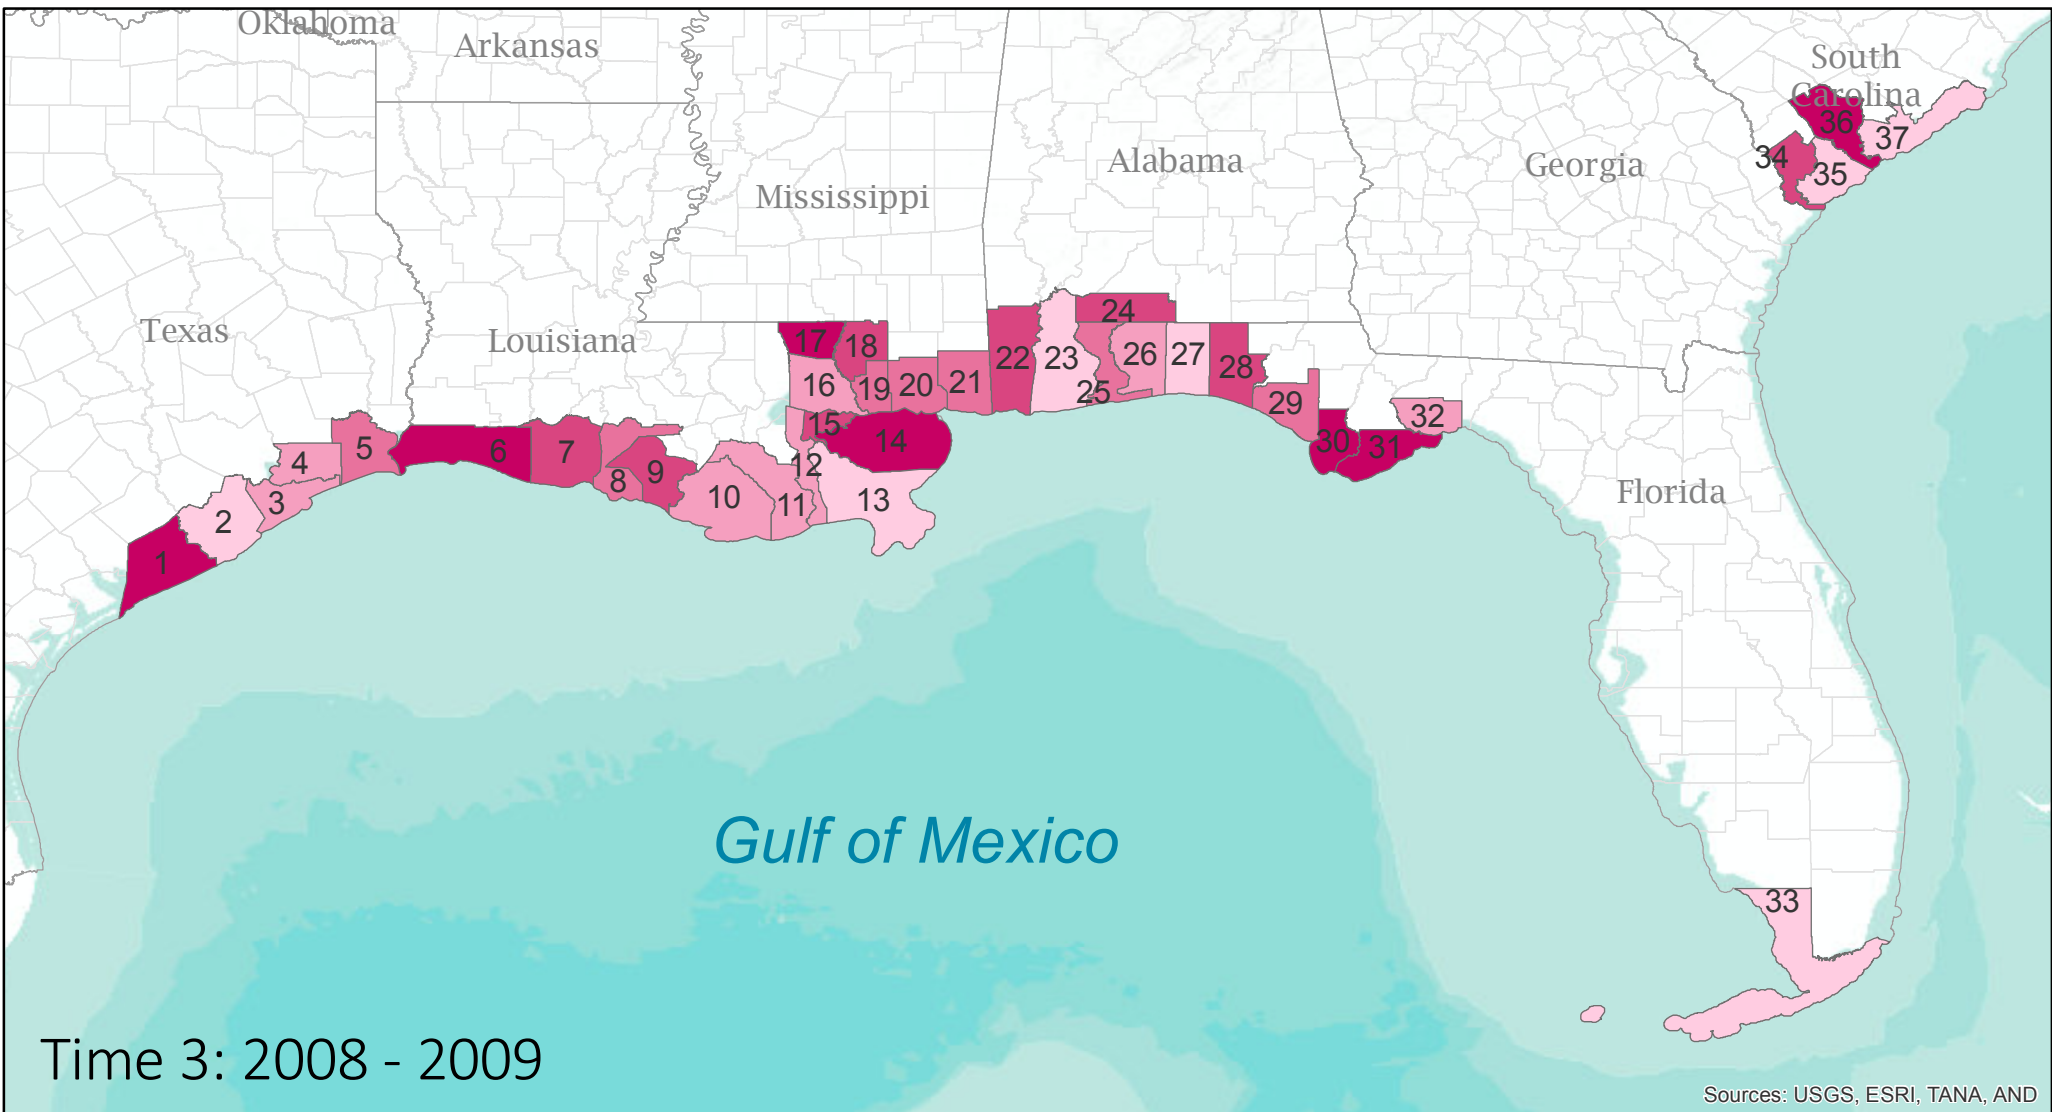 Oklahoma
Arkansas
South
Carolina
36
37
34
35
Mississippi
Alabama
Georgia
Texas
Louisiana
17
18
16
19
20
21
22
23
24
25
26
27
28
29
30
31
32
15
14
12
13
11
10
9
8
7
6
5
4
3
2
1
Florida
33
Gulf of Mexico
Time 3: 2008 - 2009
Sources: USGS, ESRI, TANA, AND